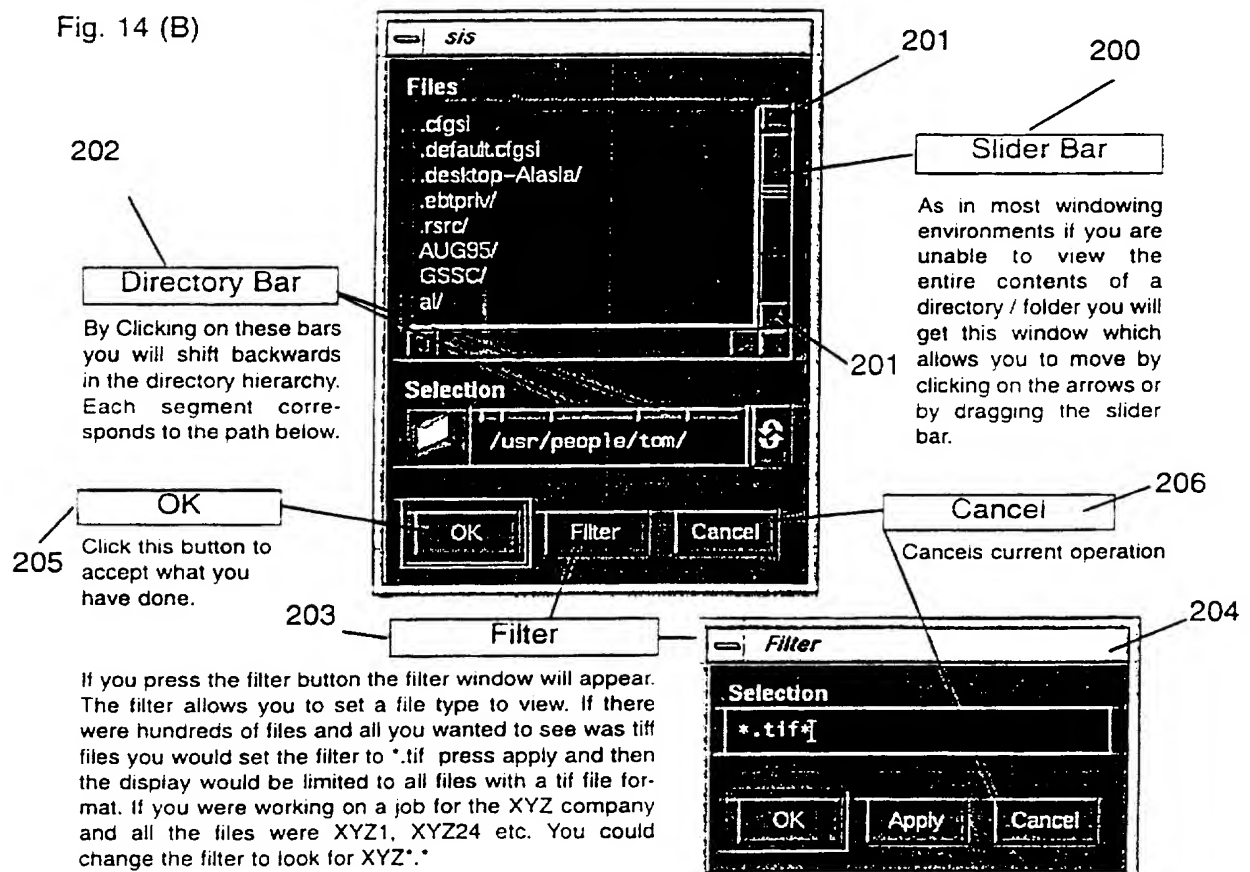 Fig. 14 (B)
sis
Files
.cfgsi
.default.cfgsi
.desktop-Alasia/
.ebtpriv/
.rsrc/
AUG95/
GSSC/
al/
Selection
/usr/people/tom/
OK
Filter
Cancel
201
200
Slider Bar
As in most windowing
environments if you are
unable to view the
entire contents of a
directory / folder you will
get this window which
allows you to move by
clicking on the arrows or
by dragging the slider
bar.
201
202
Directory Bar
By Clicking on these bars
you will shift backwards
in the directory hierarchy.
Each segment corre-
sponds to the path below.
OK
205
Click this button to
accept what you
have done.
206
Cancel
Cancels current operation
203
Filter
If you press the filter button the filter window will appear.
The filter allows you to set a file type to view. If there
were hundreds of files and all you wanted to see was tiff
files you would set the filter to *.tif press apply and then
the display would be limited to all files with a tif file for-
mat. If you were working on a job for the XYZ company
and all the files were XYZ1, XYZ24 etc. You could
change the filter to look for XYZ*.*
204
Filter
Selection
*.tif*
OK
Apply
Cancel